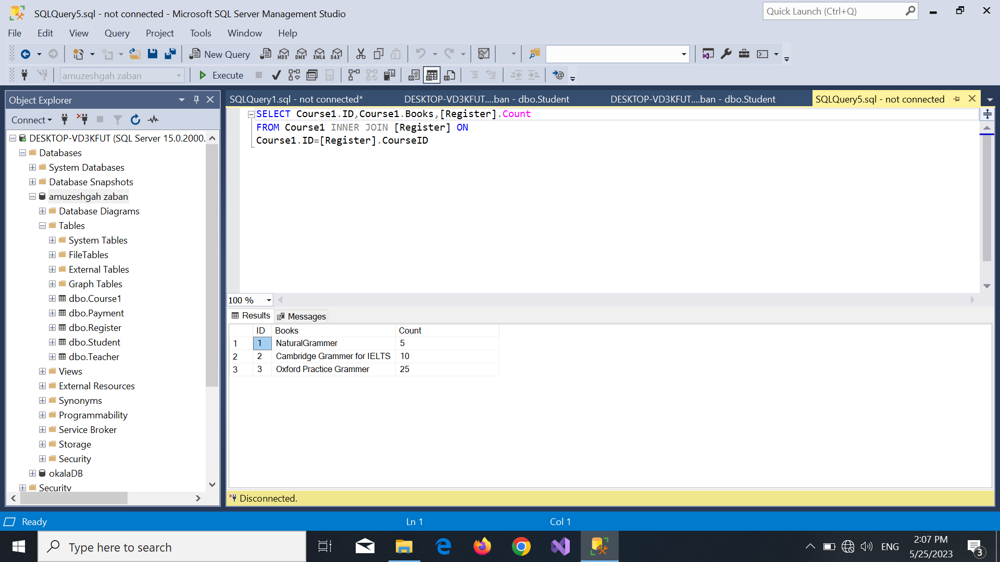 SQLQuery5.sql - not connected - Microsoft SQL Server Management Studio
Quick Launch (Ctrl+Q)
File Edit View Query Project Tools Window Help
New Query MDX DMX XMLA DAX
amuzeshgah zaban Execute
Object Explorer
SQLQuery1.sql - not connected* DESKTOP-VD3KFUT....ban - dbo.Student DESKTOP-VD3KFUT....ban - dbo.Student SQLQuery5.sql - not connected
Connect
DESKTOP-VD3KFUT (SQL Server 15.0.2000.
Databases
System Databases
Database Snapshots
amuzeshgah zaban
Database Diagrams
Tables
System Tables
FileTables
External Tables
Graph Tables
dbo.Course1
dbo.Payment
dbo.Register
dbo.Student
dbo.Teacher
Views
External Resources
Synonyms
Programmability
Service Broker
Storage
Security
okalaDB
Security
SELECT Course1.ID,Course1.Books,[Register].Count
FROM Course1 INNER JOIN [Register] ON
Course1.ID=[Register].CourseID
100 %
Results Messages
ID Books Count
1 1 NaturalGrammer 5
2 2 Cambridge Grammer for IELTS 10
3 3 Oxford Practice Grammer 25
Disconnected.
Ready Ln 1 Col 1
Type here to search
ENG
2:07 PM
5/25/2023
3